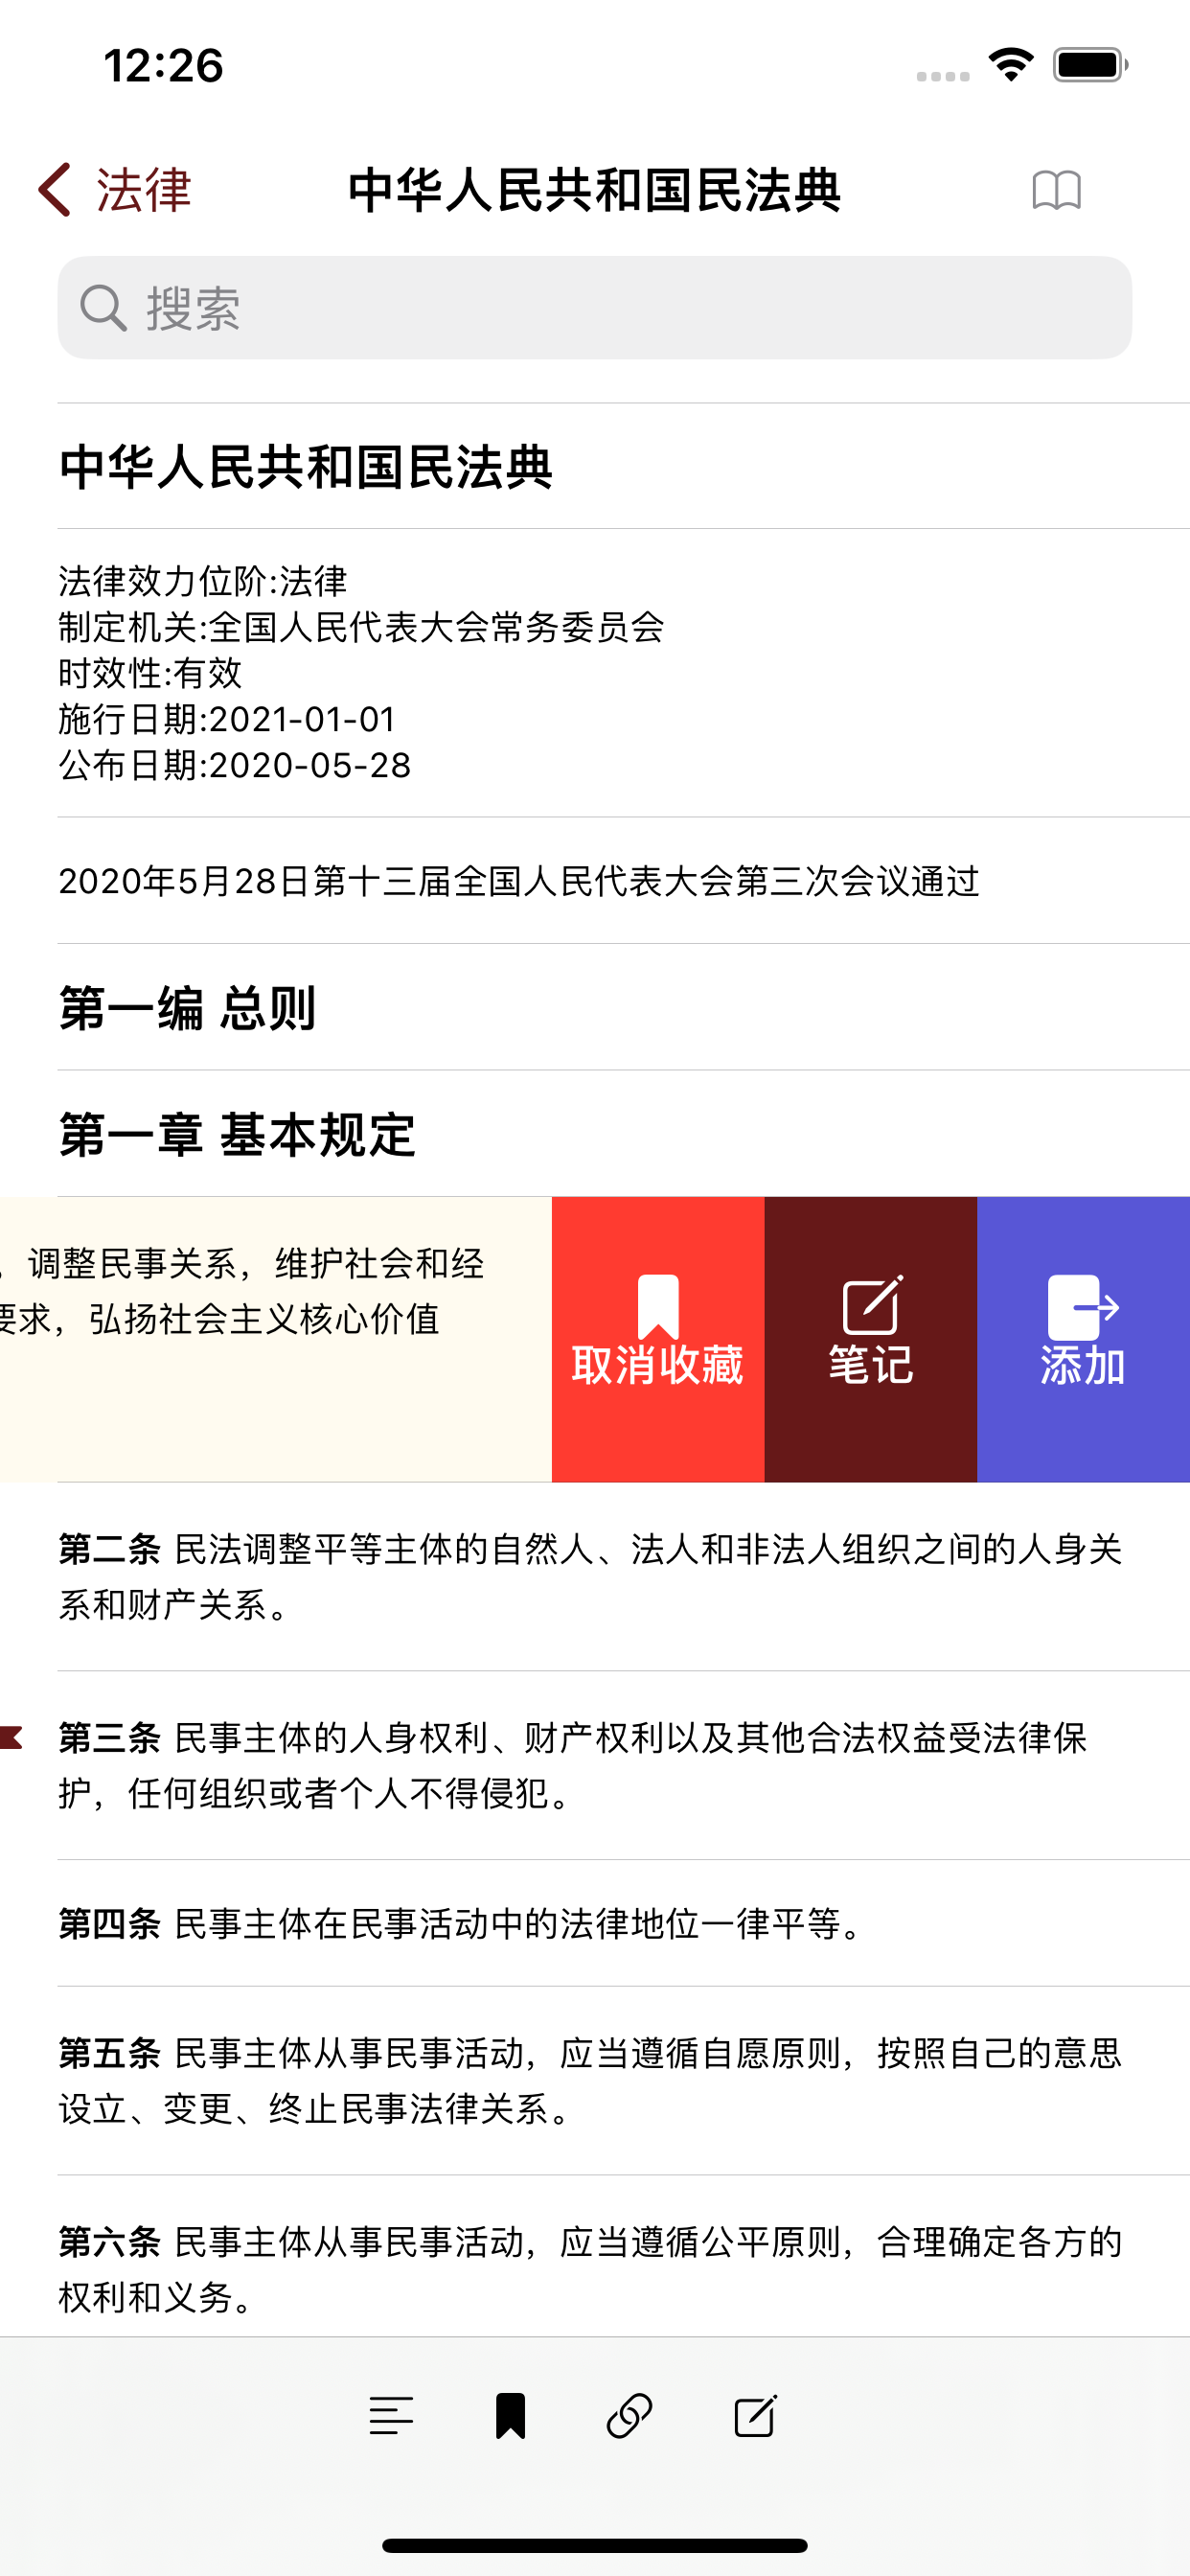 12:26
法律
中华人民共和国民法典
搜索
中华人民共和国民法典
法律效力位阶:法律
制定机关:全国人民代表大会常务委员会
时效性:有效
施行日期:2021-01-01
公布日期:2020-05-28
2020年5月28日第十三届全国人民代表大会第三次会议通过
第一编 总则
第一章 基本规定
，调整民事关系，维护社会和经
要求，弘扬社会主义核心价值
取消收藏
笔记
添加
第二条 民法调整平等主体的自然人、法人和非法人组织之间的人身关
系和财产关系。
第三条 民事主体的人身权利、财产权利以及其他合法权益受法律保
护，任何组织或者个人不得侵犯。
第四条 民事主体在民事活动中的法律地位一律平等。
第五条 民事主体从事民事活动，应当遵循自愿原则，按照自己的意思
设立、变更、终止民事法律关系。
第六条 民事主体从事民事活动，应当遵循公平原则，合理确定各方的
权利和义务。